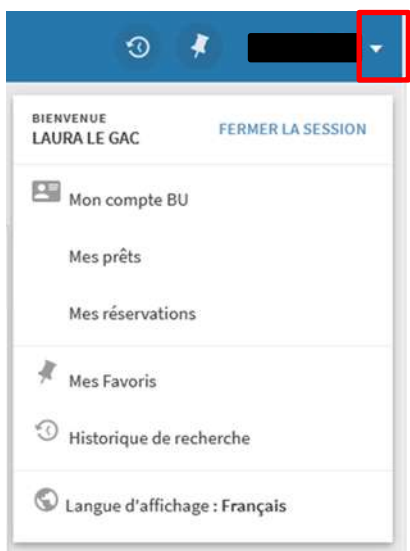 BIENVENUE
LAURA LE GAC
FERMER LA SESSION
Mon compte BU
Mes prêts
Mes réservations
Mes Favoris
Historique de recherche
Langue d'affichage : Français